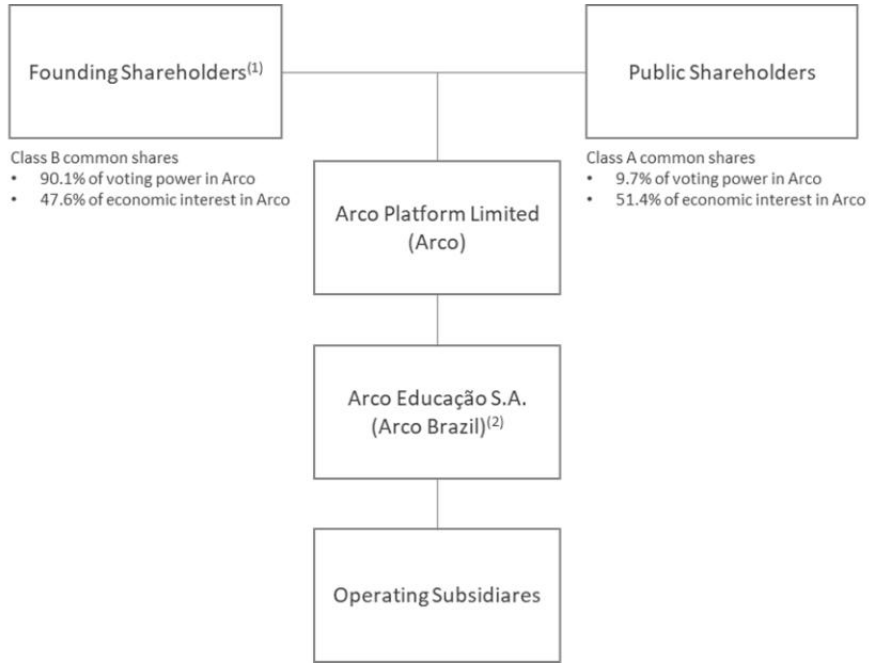 Founding Shareholders(1)
Public Shareholders
Class B common shares
• 90.1% of voting power in Arco
• 47.6% of economic interest in Arco
Class A common shares
• 9.7% of voting power in Arco
• 51.4% of economic interest in Arco
Arco Platform Limited
(Arco)
Arco Educação S.A.
(Arco Brazil)(2)
Operating Subsidiares